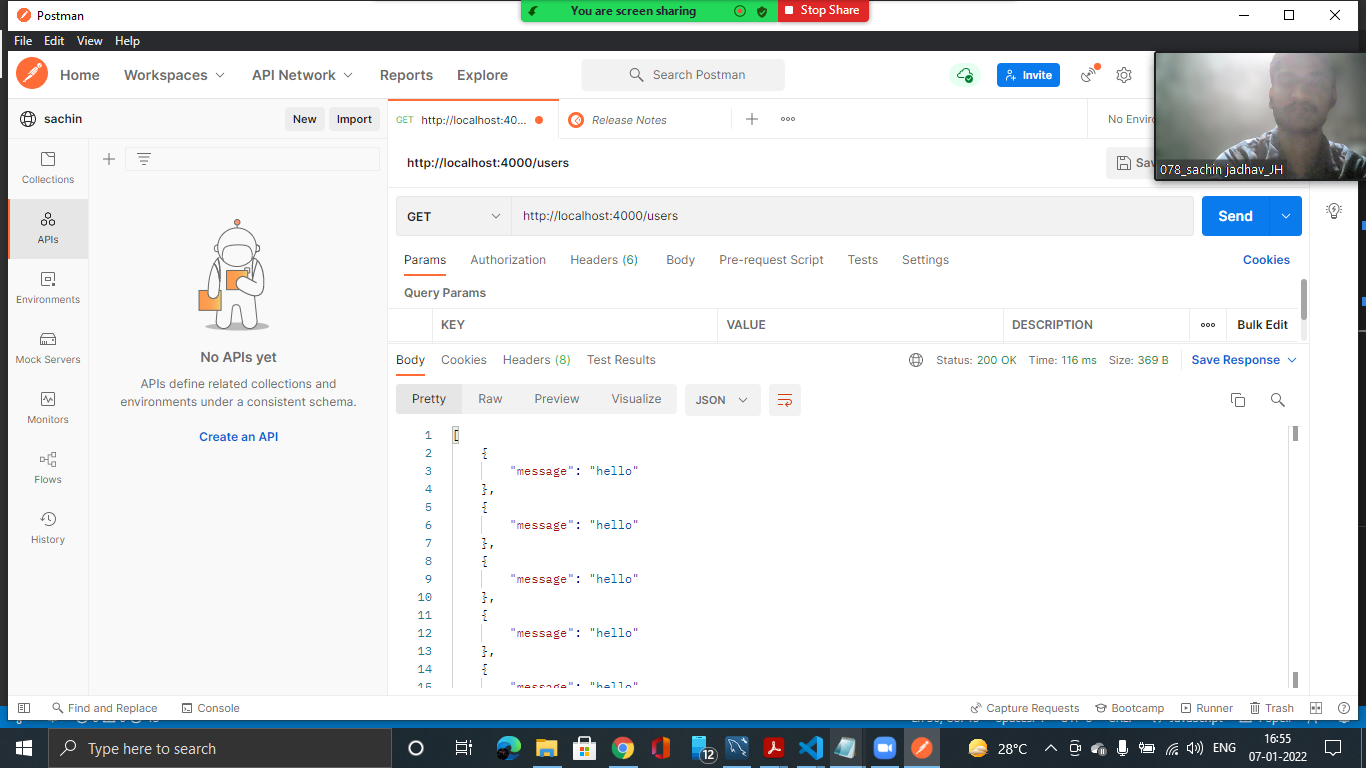 Postman
You are screen sharing
Stop Share
File Edit View Help
Home Workspaces API Network Reports Explore
Search Postman
Invite
sachin
New Import
GET http://localhost:40...
Release Notes
No Enviro
078_sachin jadhav_JH
http://localhost:4000/users
Sav
Collections
APIs
Environments
Mock Servers
Monitors
Flows
History
No APIs yet
APIs define related collections and
environments under a consistent schema.
Create an API
GET http://localhost:4000/users Send
Params Authorization Headers (6) Body Pre-request Script Tests Settings Cookies
Query Params
KEY VALUE DESCRIPTION Bulk Edit
Body Cookies Headers (8) Test Results Status: 200 OK Time: 116 ms Size: 369 B Save Response
Pretty Raw Preview Visualize JSON
1 [
2 {
3 "message": "hello"
4 },
5 {
6 "message": "hello"
7 },
8 {
9 "message": "hello"
10 },
11 {
12 "message": "hello"
13 },
14 {
15 "message": "hello"
Find and Replace Console Capture Requests Bootcamp Runner Trash
Type here to search
12
28°C ENG
16:55
07-01-2022